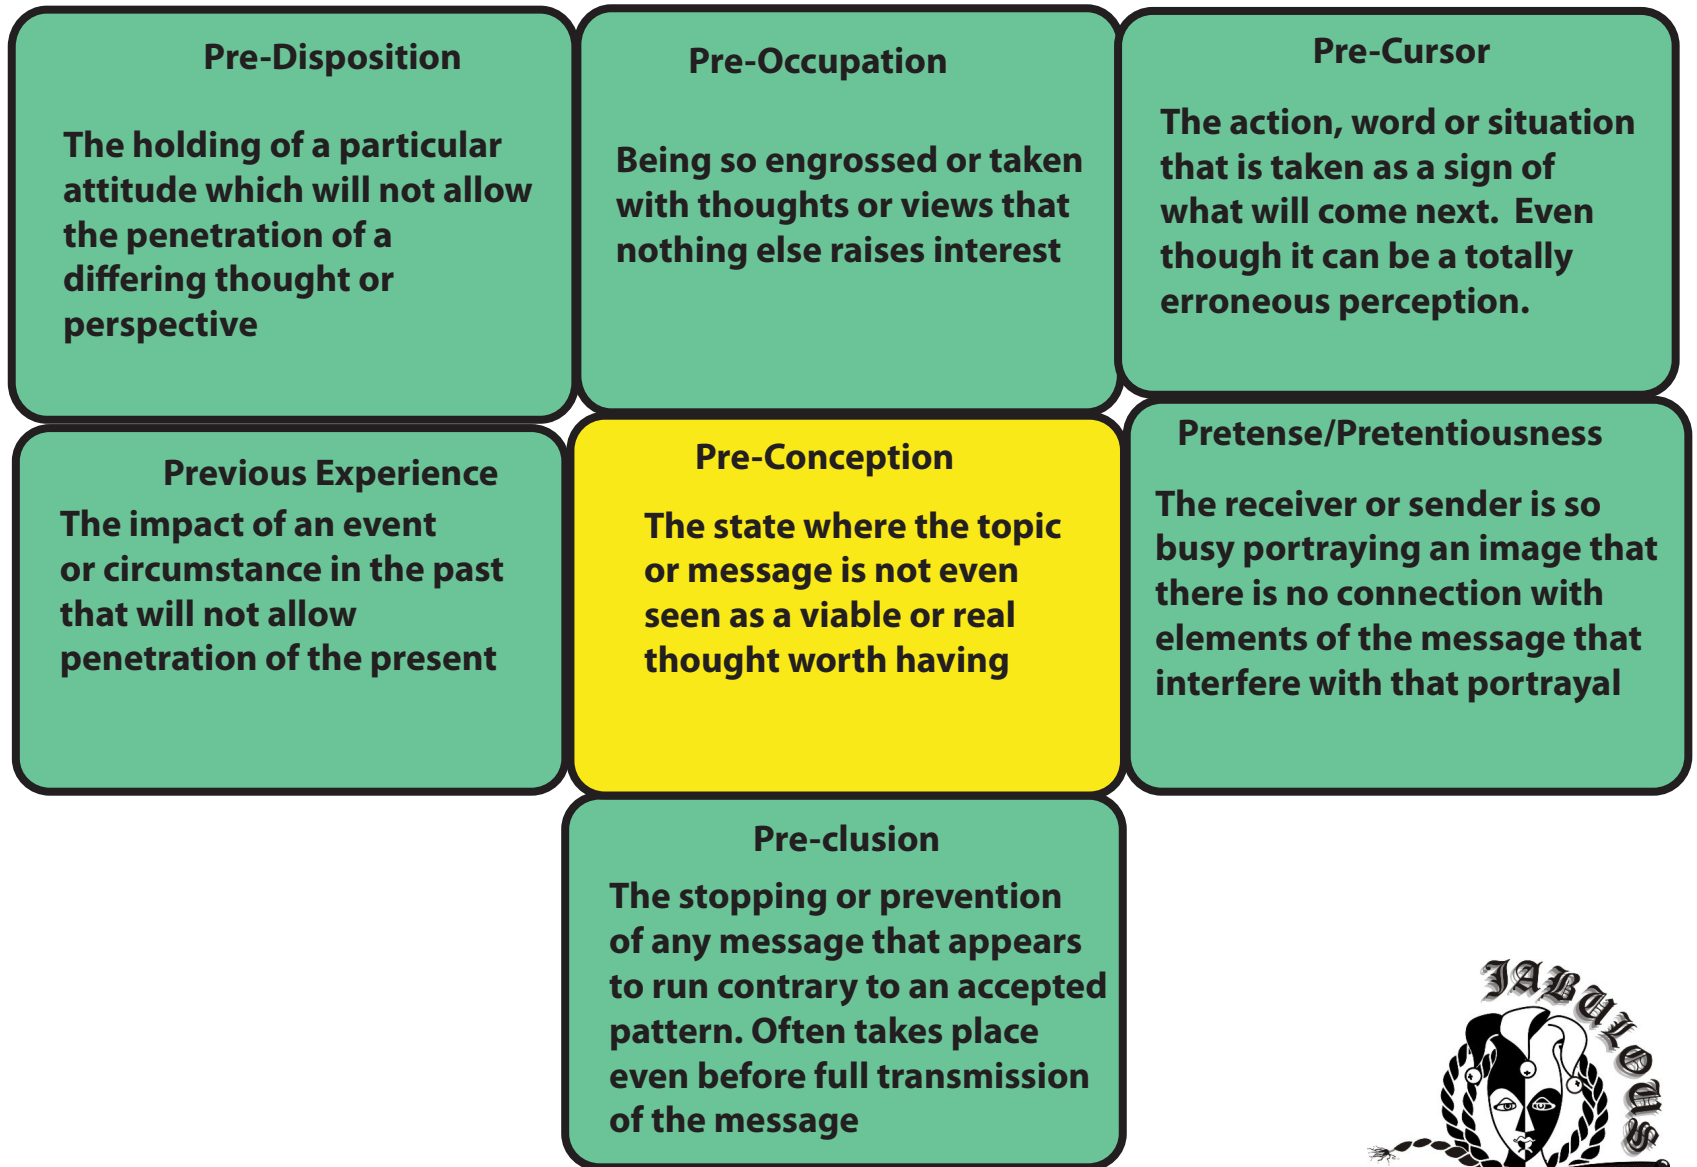 Pre-Disposition
The holding of a particular
attitude which will not allow
the penetration of a
differing thought or
perspective
Pre-Occupation
Being so engrossed or taken
with thoughts or views that
nothing else raises interest
Pre-Cursor
The action, word or situation
that is taken as a sign of
what will come next.  Even
though it can be a totally
erroneous perception.
Previous Experience
The impact of an event
or circumstance in the past
that will not allow
penetration of the present
Pre-Conception
The state where the topic
or message is not even
seen as a viable or real
thought worth having
Pretense/Pretentiousness
The receiver or sender is so
busy portraying an image that
there is no connection with
elements of the message that
interfere with that portrayal
Pre-clusion
The stopping or prevention
of any message that appears
to run contrary to an accepted
pattern. Often takes place
even before full transmission
of the message
JABULOUS